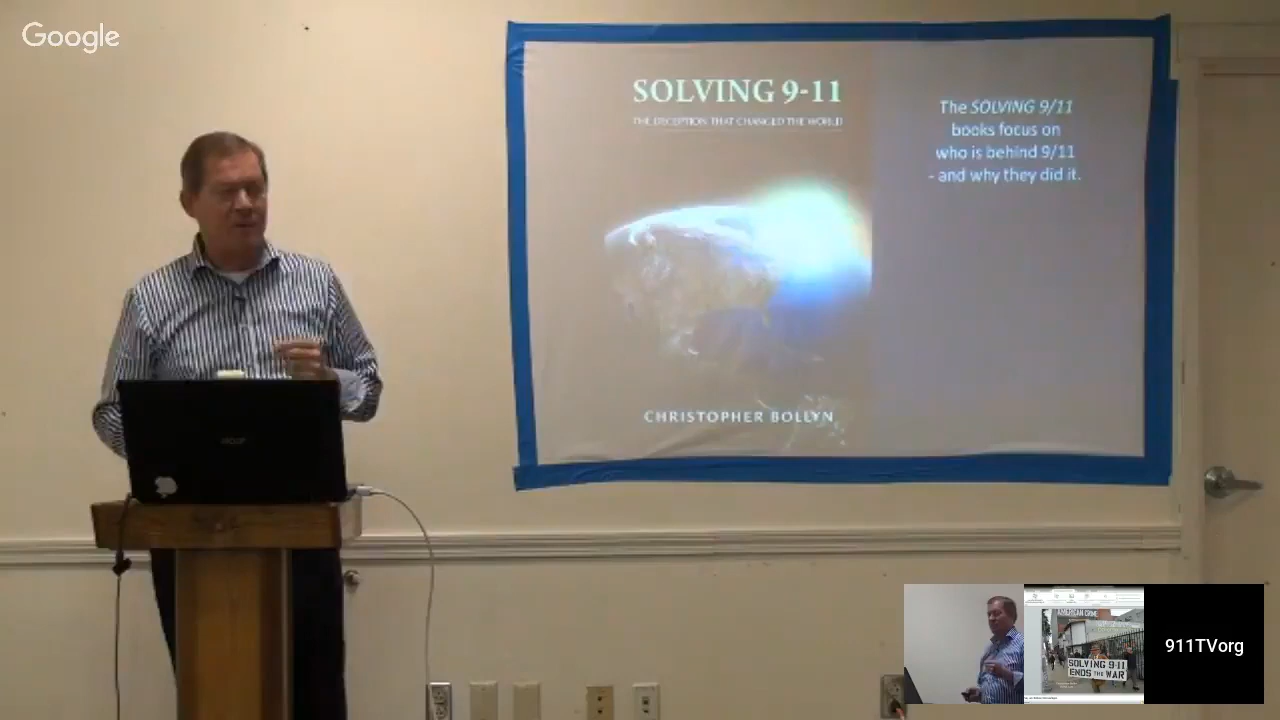 Google
SOLVING 9-11
THE DECEPTION THAT CHANGED THE WORLD
CHRISTOPHER BOLLYN
The SOLVING 9/11
books focus on
who is behind 9/11
- and why they did it.
AMERICAN CRIME
SOLVING 9-11
ENDS THE WAR
911TVorg